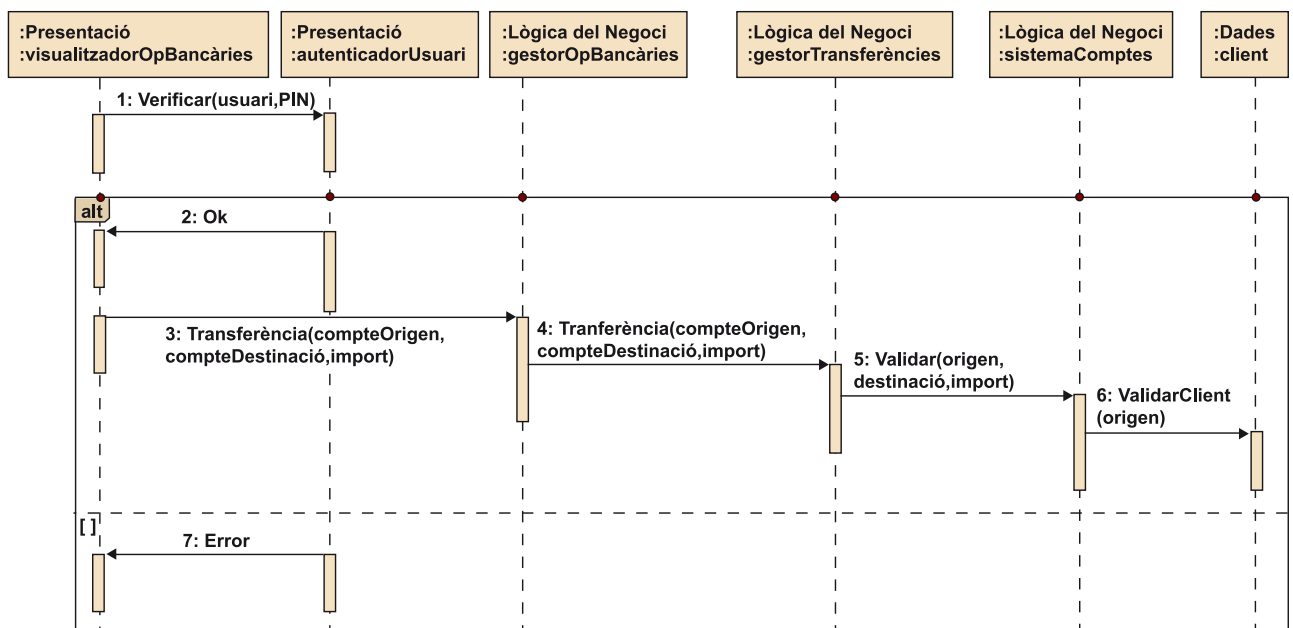 :Presentació
:visualitzadorOpBancàries
:Presentació
:autenticadorUsuari
:Lògica del Negoci
:gestorOpBancàries
:Lògica del Negoci
:gestorTransferències
:Lògica del Negoci
:sistemaComptes
:Dades
:client
1: Verificar(usuari,PIN)
alt
2: Ok
3: Transferència(compteOrigen,
compteDestinació,import)
4: Tranferència(compteOrigen,
compteDestinació,import)
5: Validar(origen,
destinació,import)
6: ValidarClient
(origen)
[ ]
7: Error